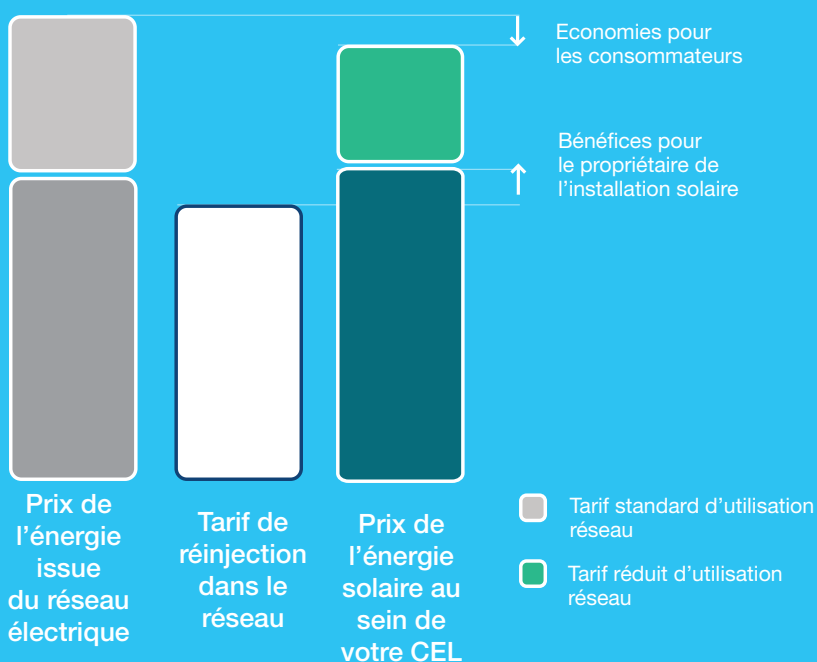 Economies pour
les consommateurs
Bénéfices pour
le propriétaire de
l'installation solaire
Prix de
l'énergie
issue
du réseau
électrique
Tarif de
réinjection
dans le
réseau
Prix de
l'énergie
solaire au
sein de
votre CEL
Tarif standard d'utilisation
réseau
Tarif réduit d'utilisation
réseau